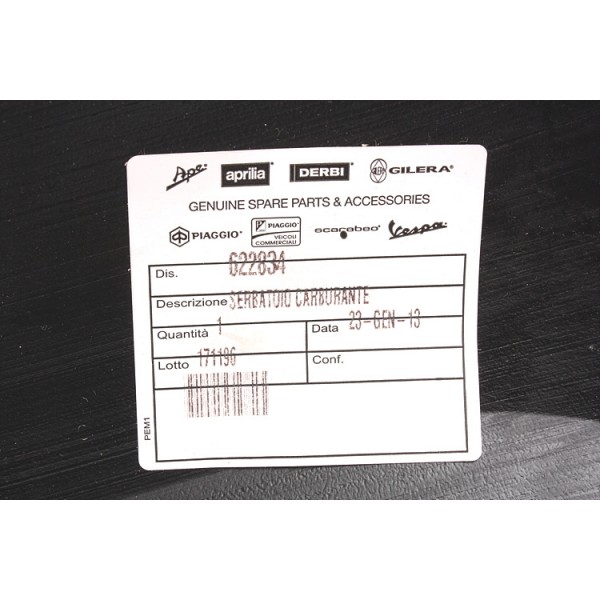 Ape aprilia DERBI GILERA
GENUINE SPARE PARTS & ACCESSORIES
PIAGGIO PIAGGIO VEICOLI COMMERCIALI scarabeo Vespa
Dis. 622834
Descrizione SERBATOIO CARBURANTE
Quantità 1 Data 23-GEN-13
Lotto 171196 Conf.
PEM1